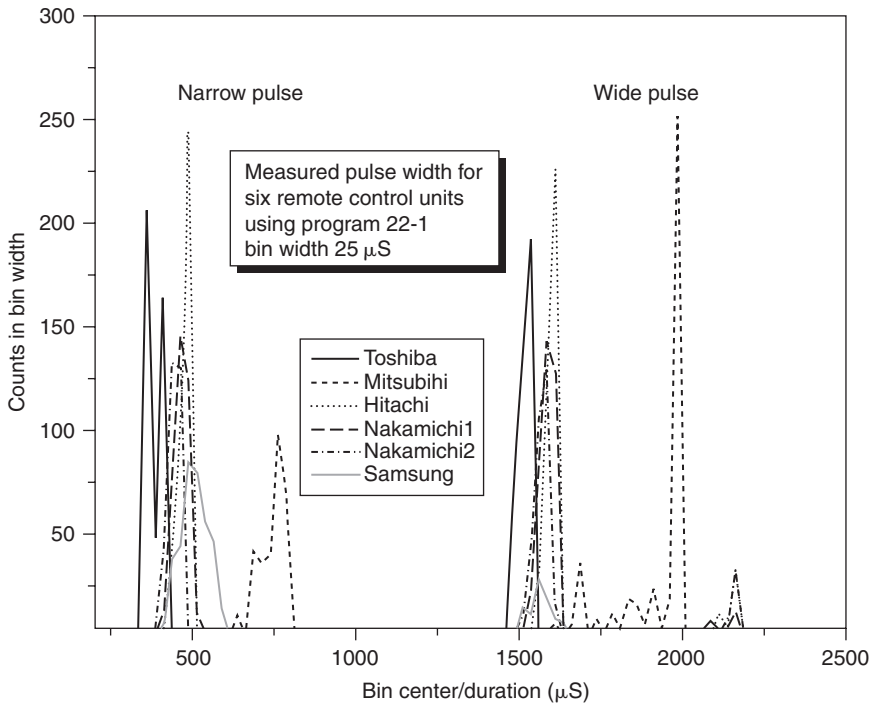 300
250
200
150
100
50
Counts in bin width
Narrow pulse
Wide pulse
Measured pulse width for
six remote control units
using program 22-1
bin width 25 μS
Toshiba
Mitsubihi
Hitachi
Nakamichi1
Nakamichi2
Samsung
500
1000
1500
2000
2500
Bin center/duration (μS)